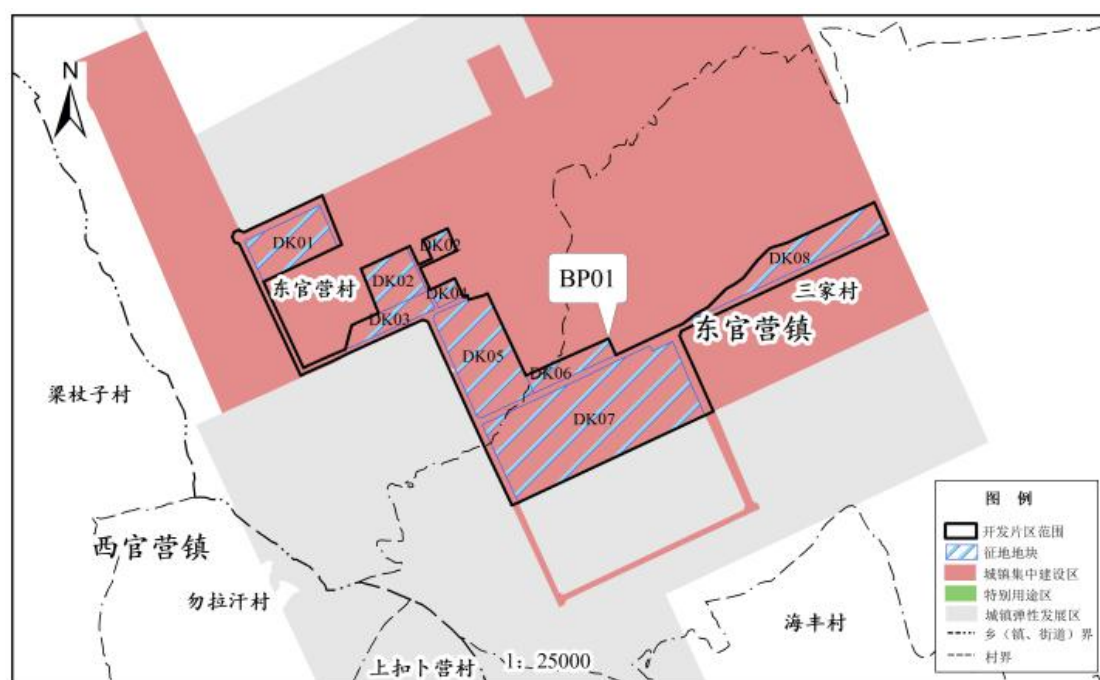 N
DK01
DK02
DK02
DK04
DK03
DK05
DK06
DK07
DK08
BP01
东官营村
三家村
东官营镇
梁杖子村
西官营镇
勿拉汗村
上扣卜营村
海丰村
1：25000
图 例
开发片区范围
征地地块
城镇集中建设区
特别用途区
城镇弹性发展区
乡（镇、街道）界
村界